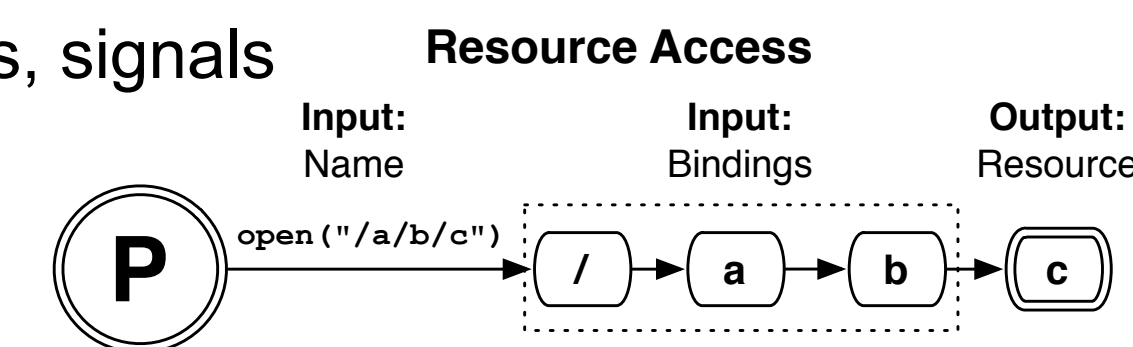 s, signals
Resource Access
Input:
Name
Input:
Bindings
Output:
Resource
P
open("/a/b/c")
/
a
b
c